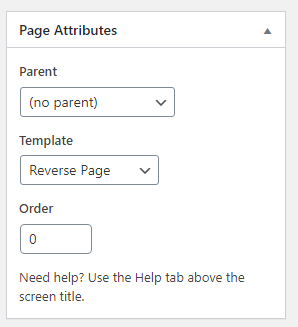 Page Attributes
Parent
(no parent)
Template
Reverse Page
Order
0
Need help? Use the Help tab above the
screen title.